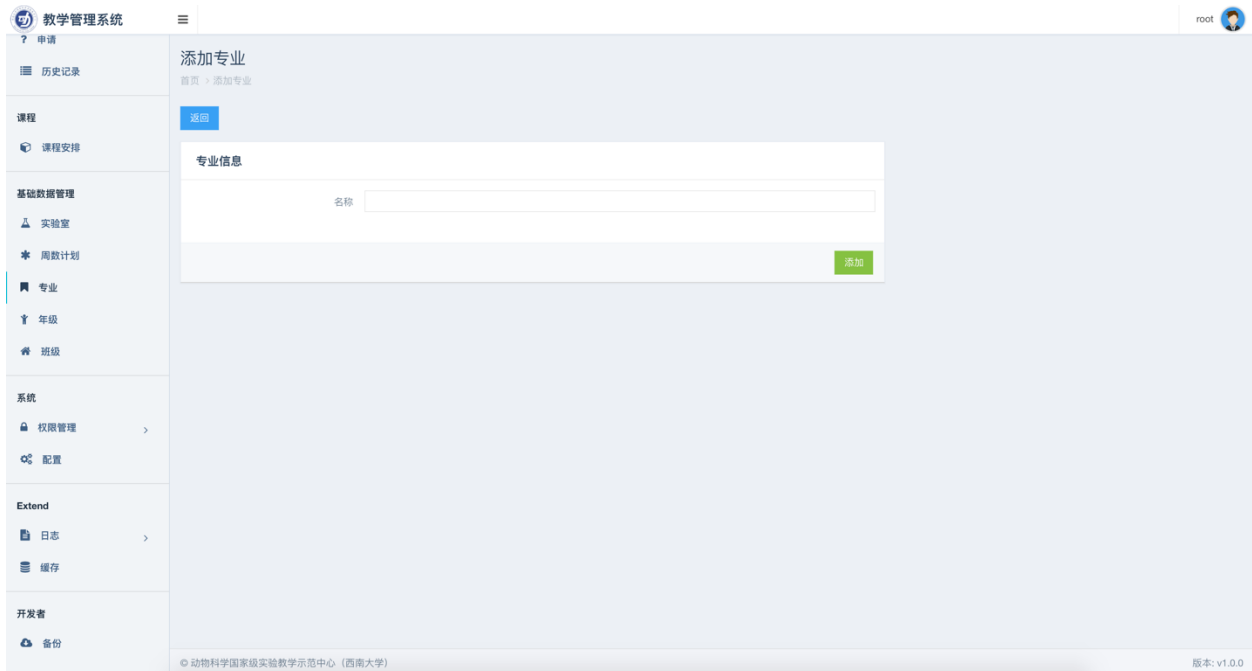 教学管理系统
root
? 申请
历史记录
课程
课程安排
基础数据管理
实验室
周数计划
专业
年级
班级
系统
权限管理
配置
Extend
日志
缓存
开发者
备份
添加专业
首页 > 添加专业
返回
专业信息
名称
添加
© 动物科学国家级实验教学示范中心（西南大学）
版本: v1.0.0